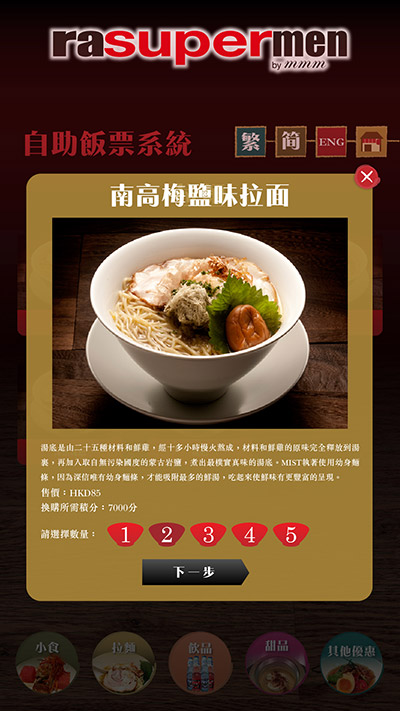 rasupermen
by mmm
自助飯票系統
繁 简 ENG
南高梅鹽味拉面
湯底是由二十五種材料和鮮雞，經十多小時慢火熬成，材料和鮮雞的原味完全釋放到湯
裏，再加入取自無污染國度的蒙古岩鹽，煮出最樸實真味的湯底。MIST執著使用幼身麵
條，因為深信唯有幼身麵條，才能吸附最多的鮮湯，吃起來使鮮味有更豐富的呈現。
售價：HKD85
換購所需積分：7000分
請選擇數量： 1 2 3 4 5
下一步
小食 拉麵 飲品 甜品 其他優惠